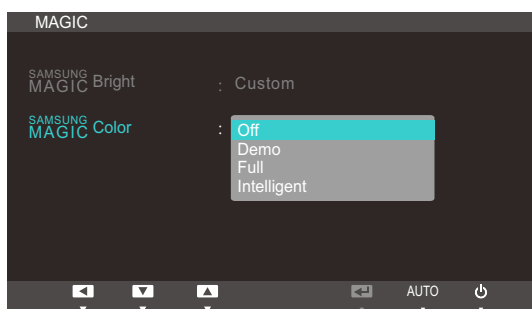 MAGIC
SAMSUNG MAGIC Bright : Custom
SAMSUNG MAGIC Color : Off
Demo
Full
Intelligent
AUTO